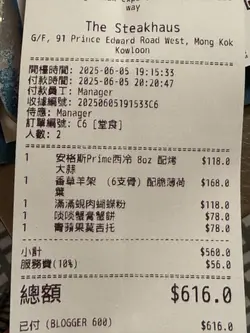 way
The Steakhaus
G/F, 91 Prince Edward Road West, Mong Kok
Kowloon
開檯時間: 2025-06-05 19:15:33
付款時間: 2025-06-05 20:20:47
付款員工: Manager
收據編號: 20250605191533C6
侍應: Manager
訂單編號: C6 [堂食]
人數: 2
1 安格斯Prime西冷 8oz 配烤大蒜 $118.0
1 香草羊架 (6支骨) 配脆薄荷葉 $168.0
1 滿滿蜆肉蝴蝶粉 $118.0
1 啖啖蟹膏蟹餅 $78.0
1 青蘋果莫吉托 $78.0
小計 $560.0
服務費(10%) $56.0
總額 $616.0
已付 (BLOGGER 600) $616.0